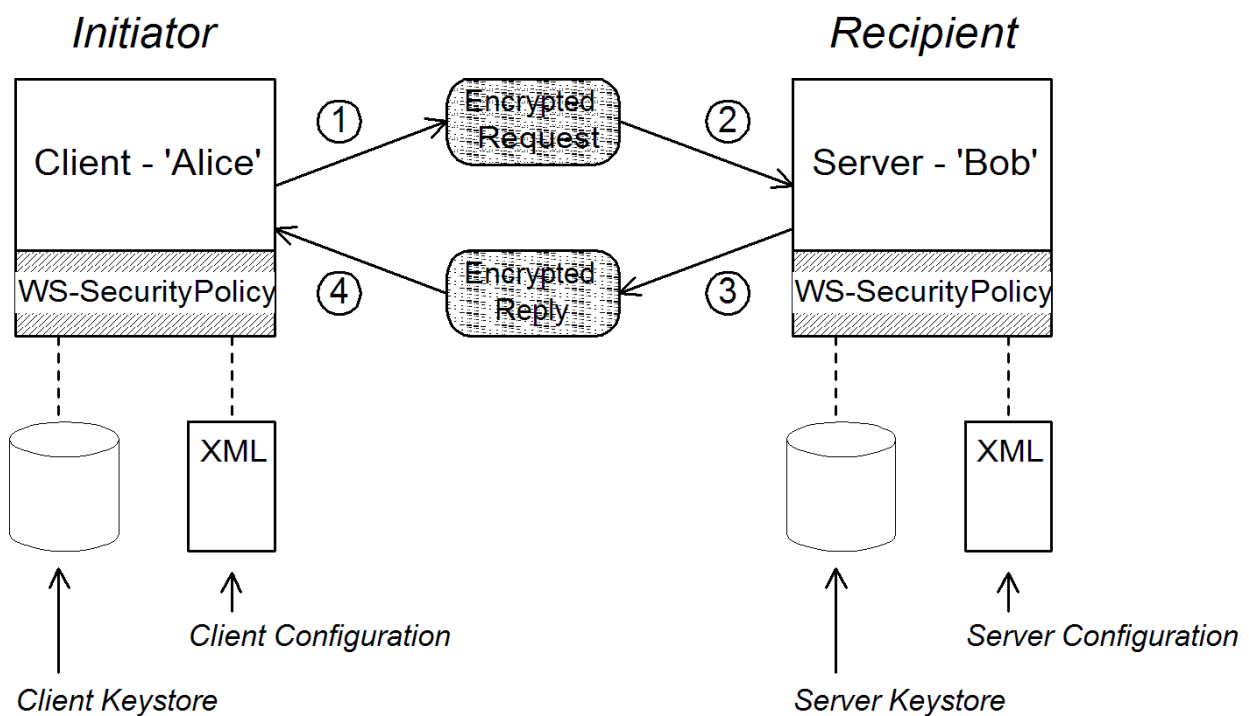 Initiator
Recipient
Client - 'Alice'
1
Encrypted
Request
2
Server - 'Bob'
WS-SecurityPolicy
4
Encrypted
Reply
3
WS-SecurityPolicy
XML
XML
Client Configuration
Server Configuration
Client Keystore
Server Keystore